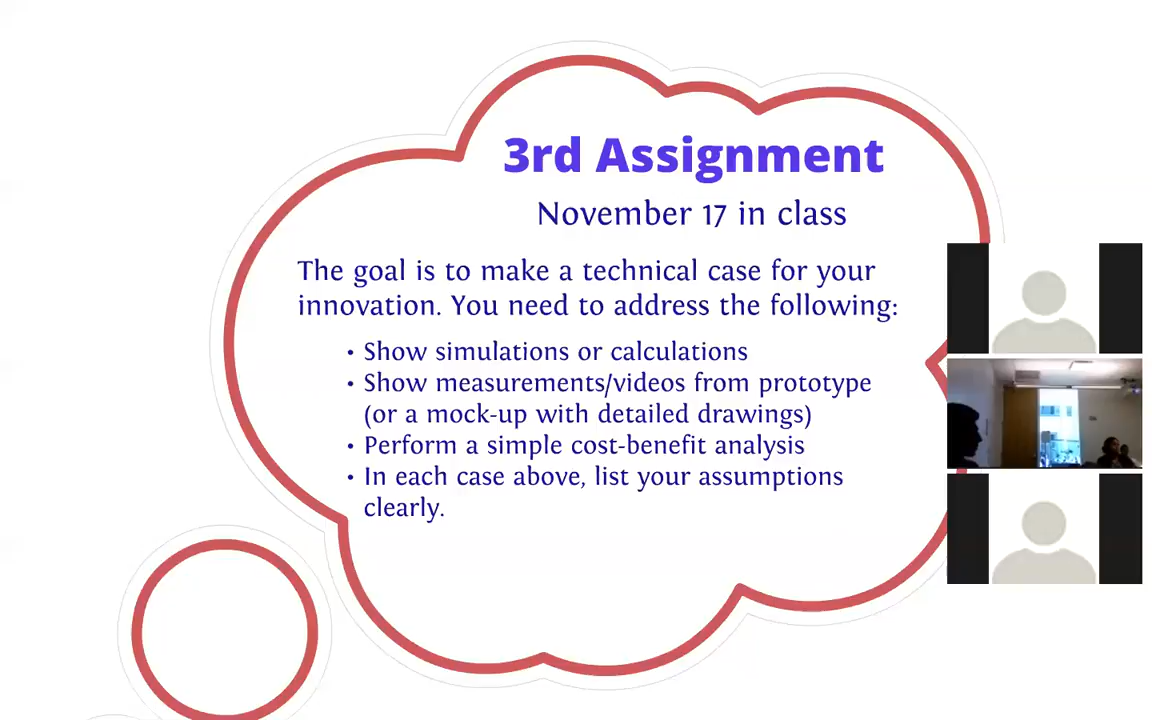 3rd Assignment
November 17 in class
The goal is to make a technical case for your
innovation. You need to address the following:
• Show simulations or calculations
• Show measurements/videos from prototype
(or a mock-up with detailed drawings)
• Perform a simple cost-benefit analysis
• In each case above, list your assumptions
clearly.